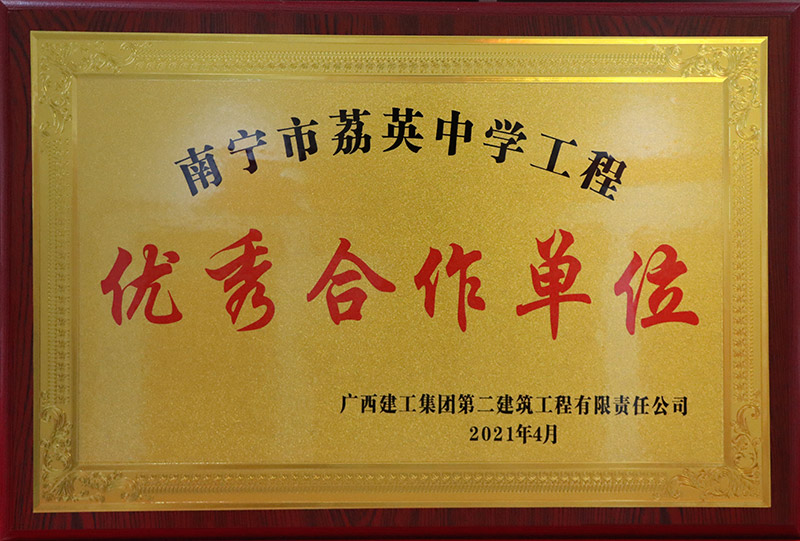 南宁市荔英中学工程
优秀合作单位
广西建工集团第二建筑工程有限责任公司
2021年4月